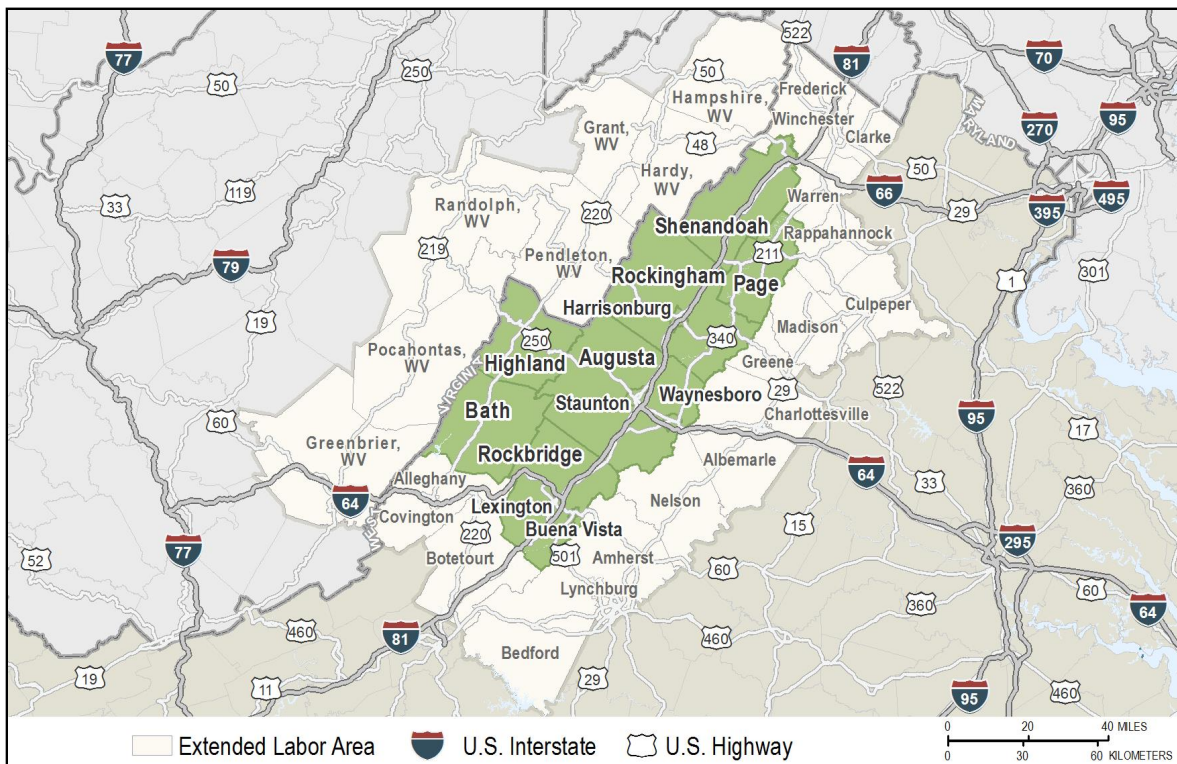 522
77
81
70
250
50
50
Hampshire,
WV
Frederick
Winchester
Clarke
MARYLAND
270
95
Grant,
WV
48
Hardy,
WV
50
66
119
33
Randolph,
WV
220
Warren
29
395
495
Shenandoah
Rappahannock
219
Pendleton,
WV
211
79
Rockingham
Page
1
301
Harrisonburg
Culpeper
19
Madison
250
340
Pocahontas,
WV
VIRGINIA
Highland
Augusta
Greene
522
29
Waynesboro
Bath
Staunton
Charlottesville
95
60
17
Greenbrier,
WV
Rockbridge
Albemarle
Alleghany
64
64
33
360
Lexington
Nelson
Covington
WEST
Buena Vista
15
220
295
77
Botetourt
501
Amherst
52
60
60
Lynchburg
64
360
460
81
460
Bedford
19
11
29
95
460
Extended Labor Area
U.S. Interstate
U.S. Highway
0 20 40 MILES
0 30 60 KILOMETERS